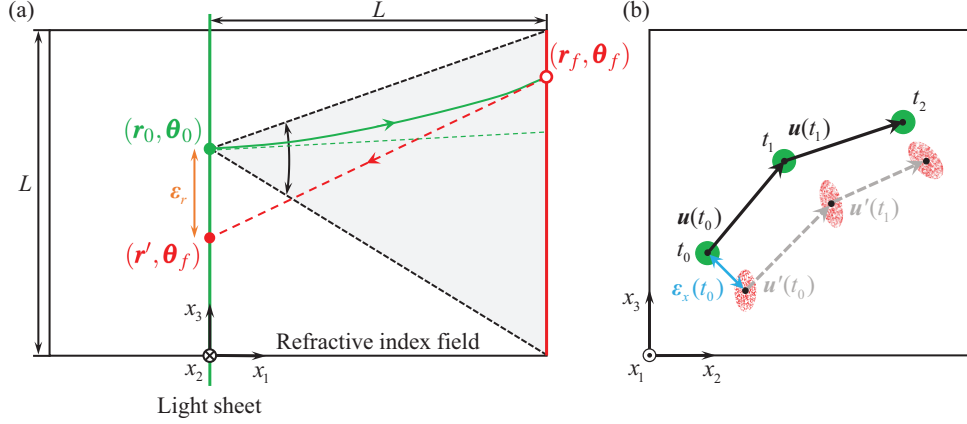 (a)
L
(r_f, θ_f)
(r_0, θ_0)
L
ε_r
(r′, θ_f)
x_3
x_2
x_1
Refractive index field
Light sheet
(b)
t_2
u(t_1)
t_1
u(t_0)
u′(t_1)
t_0
ε_x(t_0)
u′(t_0)
x_3
x_1
x_2